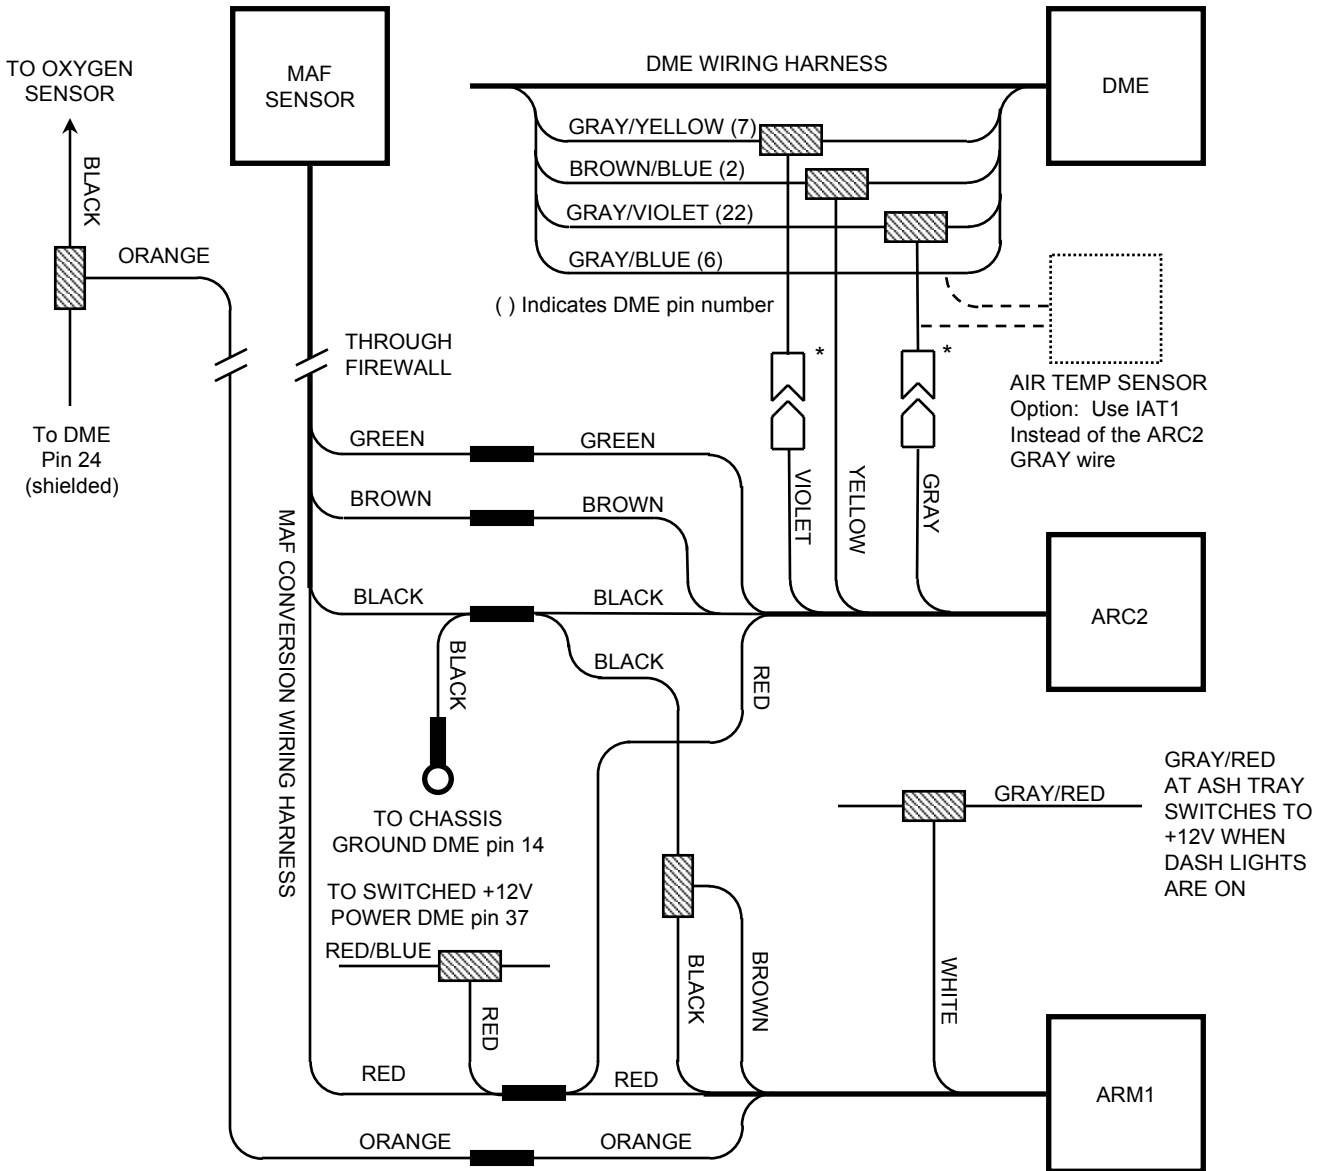 TO OXYGEN
SENSOR
BLACK
ORANGE
To DME
Pin 24
(shielded)
MAF
SENSOR
THROUGH
FIREWALL
DME WIRING HARNESS
DME
GRAY/YELLOW (7)
BROWN/BLUE (2)
GRAY/VIOLET (22)
GRAY/BLUE (6)
( ) Indicates DME pin number
*
*
AIR TEMP SENSOR
Option: Use IAT1
Instead of the ARC2
GRAY wire
GREEN
GREEN
BROWN
BROWN
VIOLET
YELLOW
GRAY
MAF CONVERSION WIRING HARNESS
BLACK
BLACK
ARC2
BLACK
BLACK
RED
TO CHASSIS
GROUND DME pin 14
TO SWITCHED +12V
POWER DME pin 37
RED/BLUE
RED
BLACK
BROWN
GRAY/RED
GRAY/RED
AT ASH TRAY
SWITCHES TO
+12V WHEN
DASH LIGHTS
ARE ON
WHITE
RED
RED
ARM1
ORANGE
ORANGE